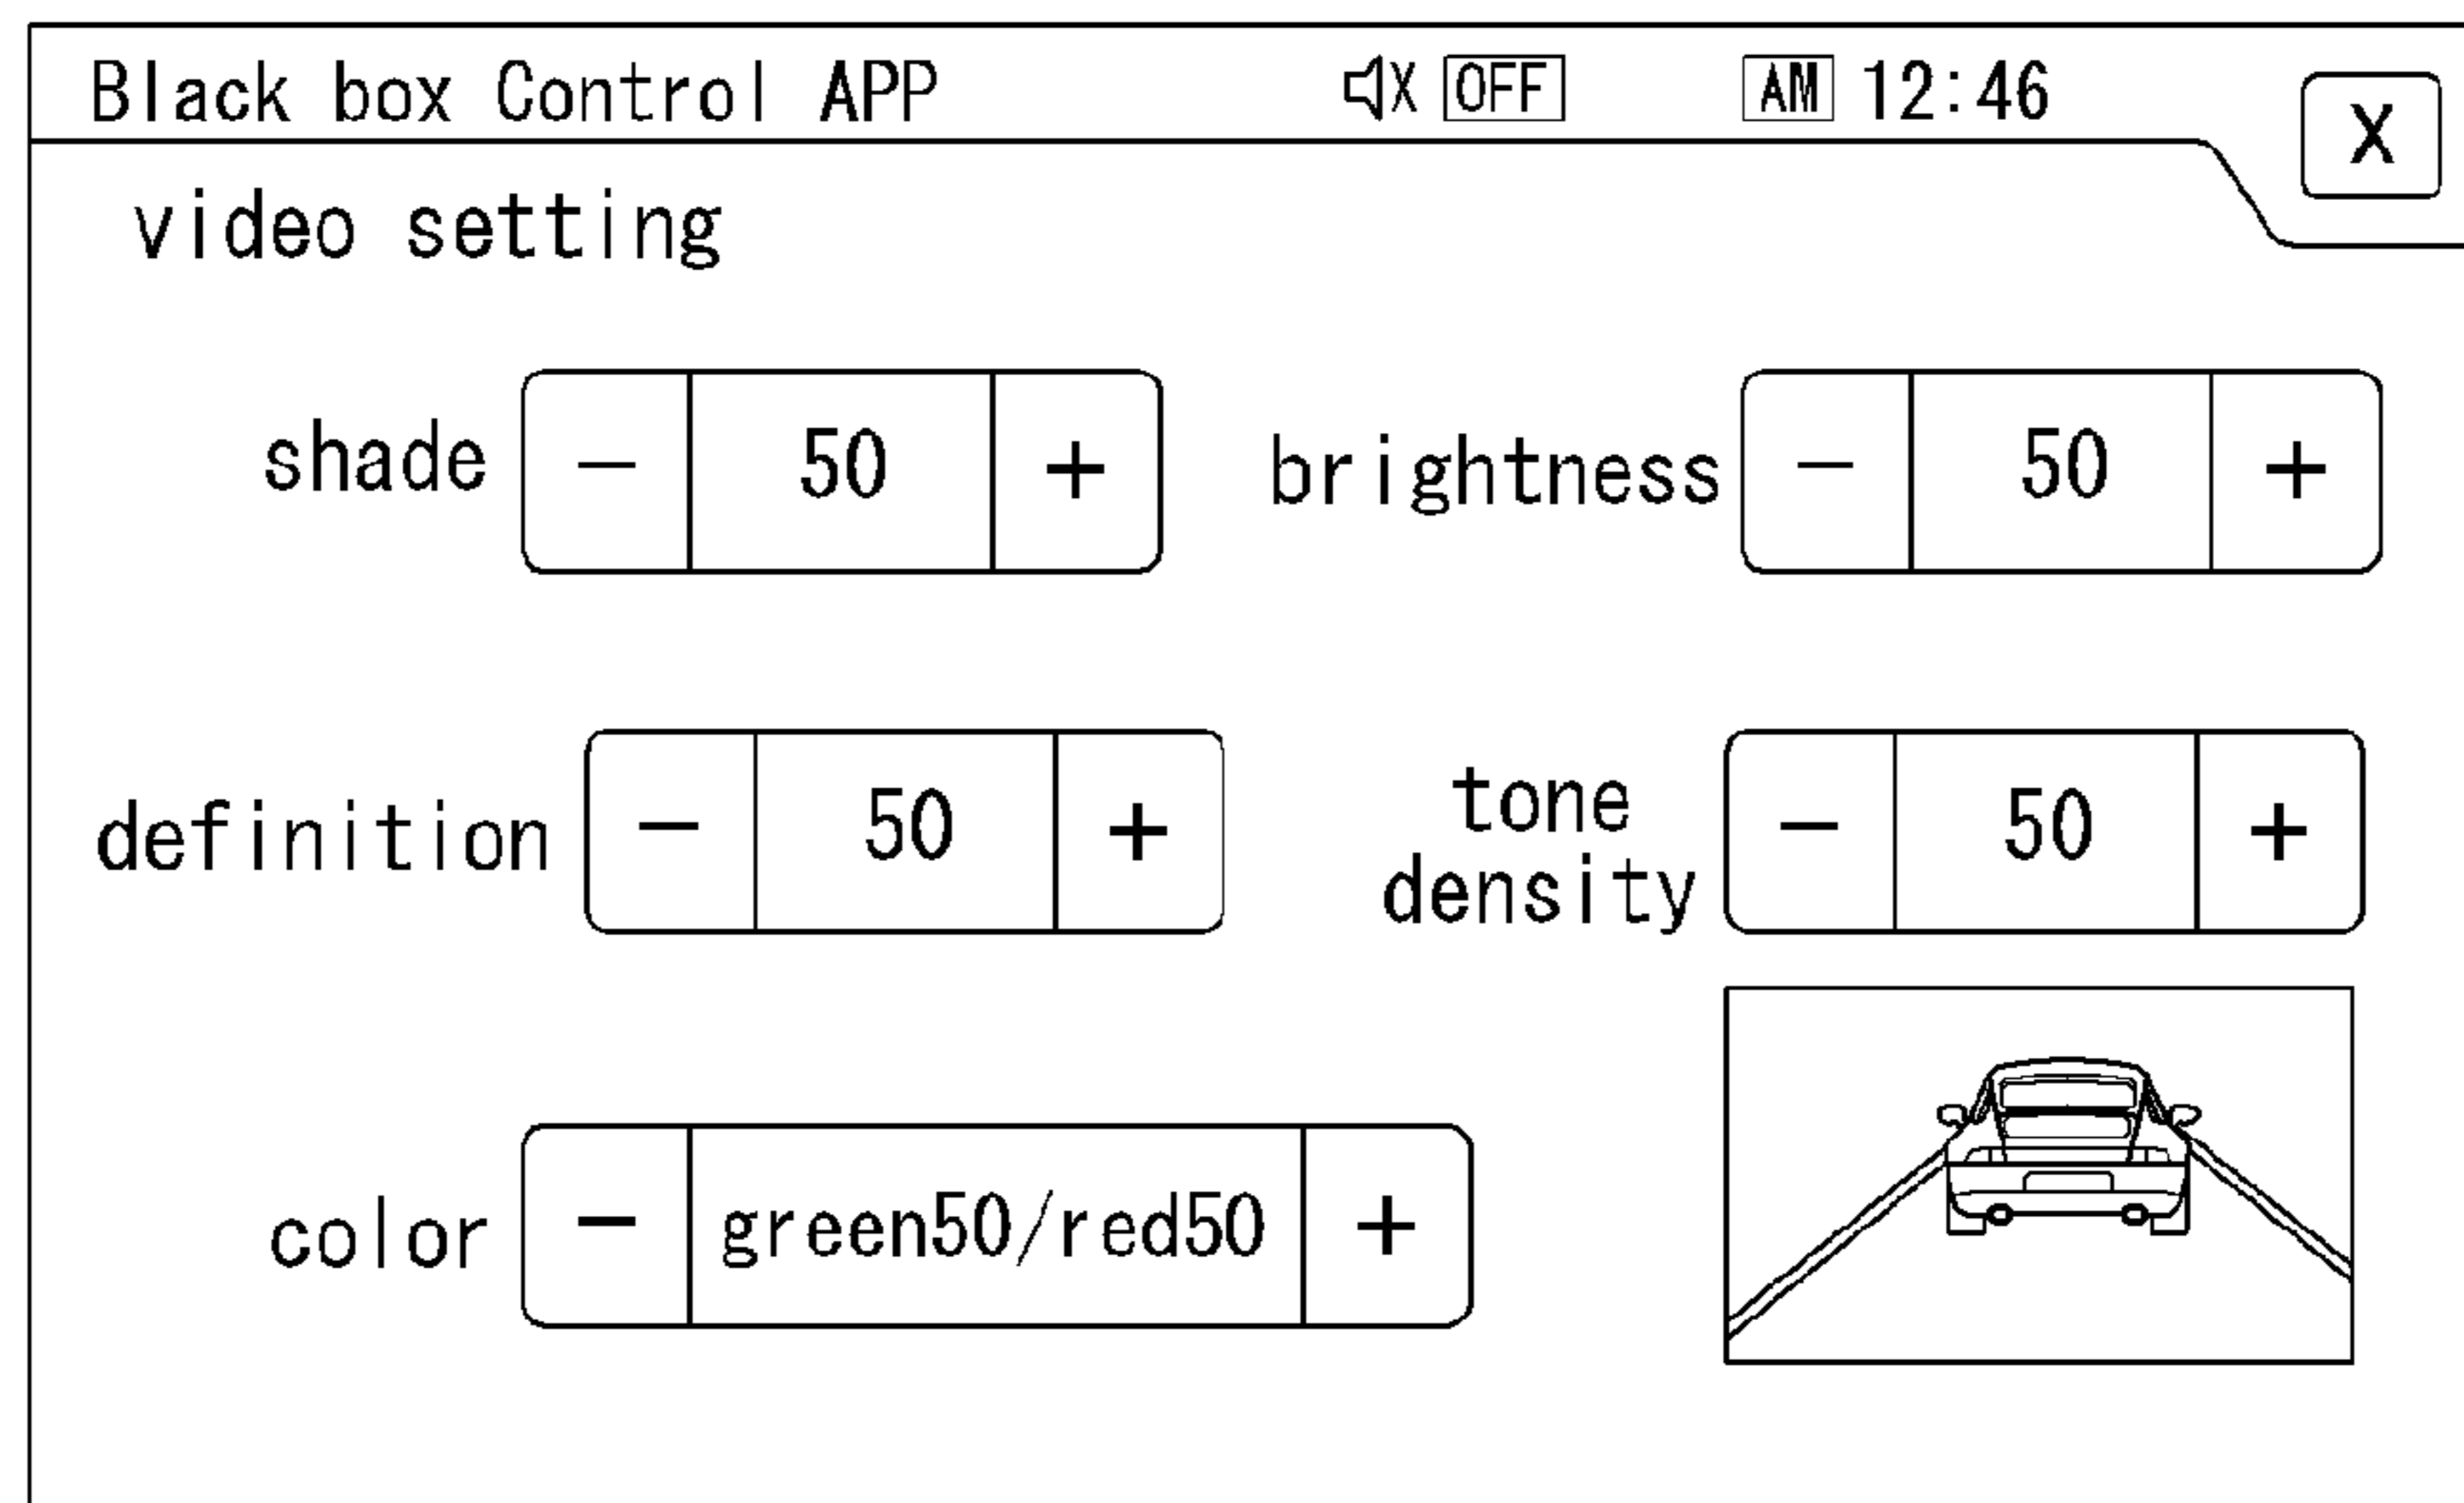 Black box Control APP X OFF AM 12:46 X
video setting
shade − 50 + brightness − 50 +
definition − 50 + tone density − 50 +
color − green50/red50 +